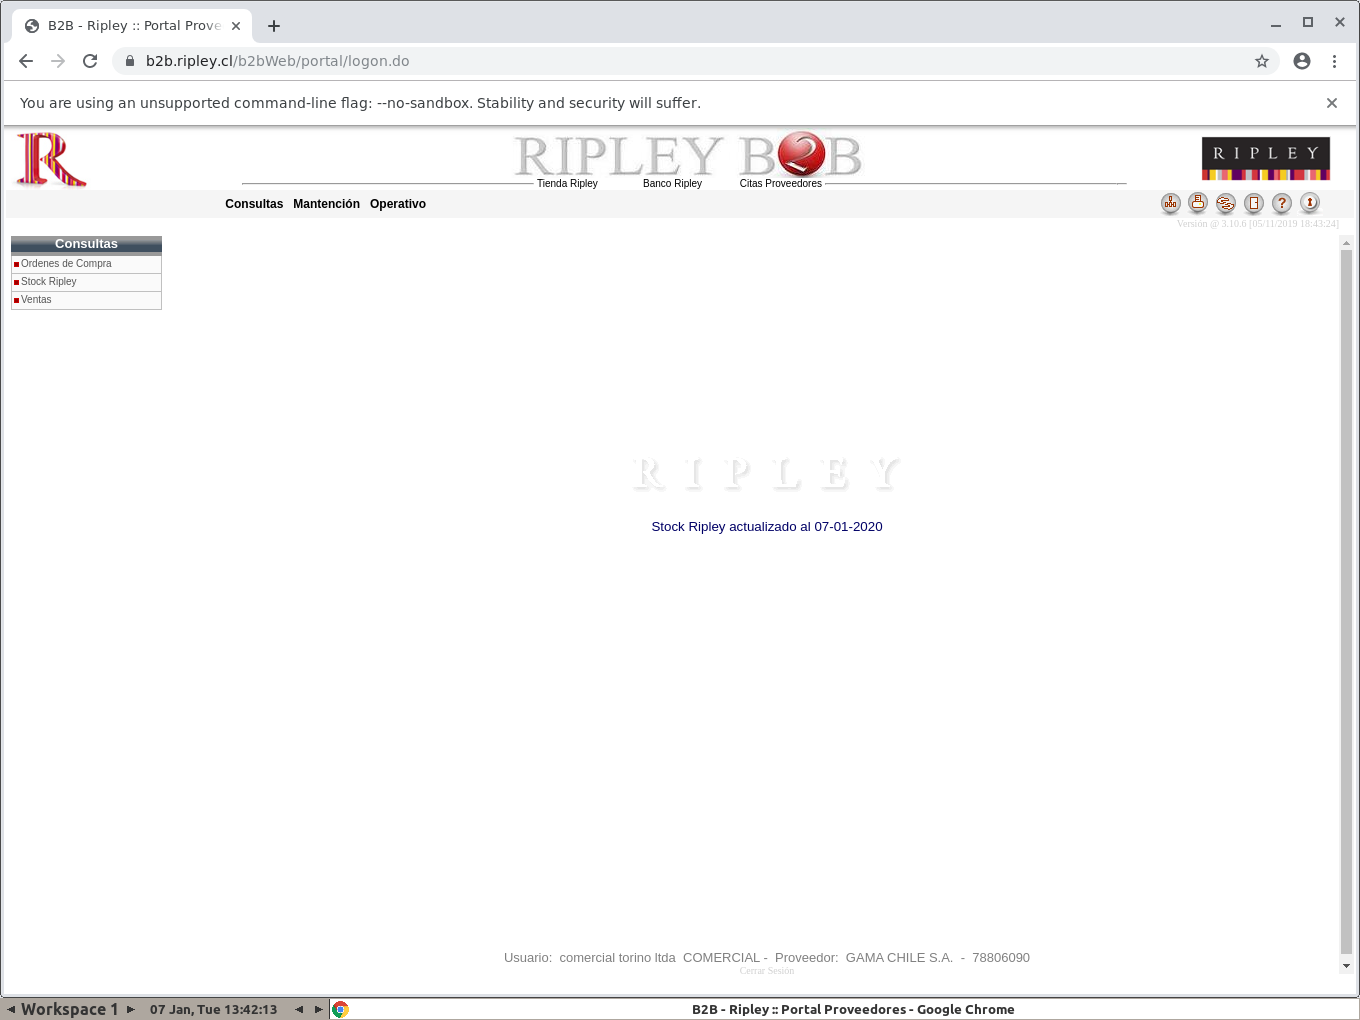 B2B - Ripley :: Portal Prove
b2b.ripley.cl/b2bWeb/portal/logon.do
You are using an unsupported command-line flag: --no-sandbox. Stability and security will suffer.
R
RIPLEY B2B
RIPLEY
Tienda Ripley Banco Ripley Citas Proveedores
Consultas Mantención Operativo
?
Versión @ 3.10.6 [05/11/2019 18:43:24]
Consultas
Ordenes de Compra
Stock Ripley
Ventas
RIPLEY
Stock Ripley actualizado al 07-01-2020
Usuario: comercial torino ltda COMERCIAL - Proveedor: GAMA CHILE S.A. - 78806090
Cerrar Sesión
Workspace 1 07 Jan, Tue 13:42:13 B2B - Ripley :: Portal Proveedores - Google Chrome